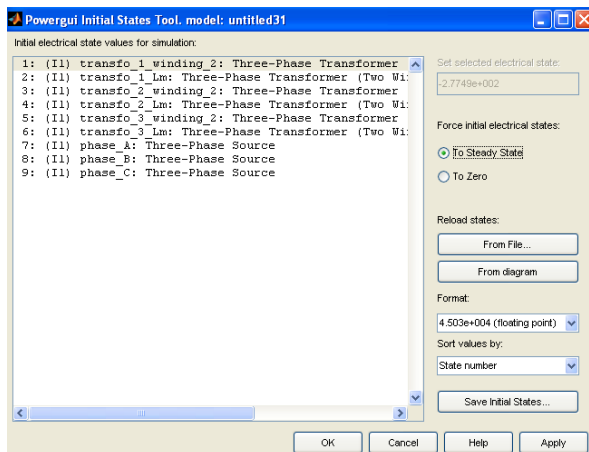 Powergui Initial States Tool. model: untitled31
Initial electrical state values for simulation:
1: (Il) transfo_1_winding_2: Three-Phase Transformer
2: (Il) transfo_1_Lm: Three-Phase Transformer (Two Wi
3: (Il) transfo_2_winding_2: Three-Phase Transformer
4: (Il) transfo_2_Lm: Three-Phase Transformer (Two Wi
5: (Il) transfo_3_winding_2: Three-Phase Transformer
6: (Il) transfo_3_Lm: Three-Phase Transformer (Two Wi
7: (Il) phase_A: Three-Phase Source
8: (Il) phase_B: Three-Phase Source
9: (Il) phase_C: Three-Phase Source
Set selected electrical state:
-2.7749e+002
Force initial electrical states:
To Steady State
To Zero
Reload states:
From File...
From diagram
Format:
4.503e+004 (floating point)
Sort values by:
State number
Save Initial States...
OK Cancel Help Apply